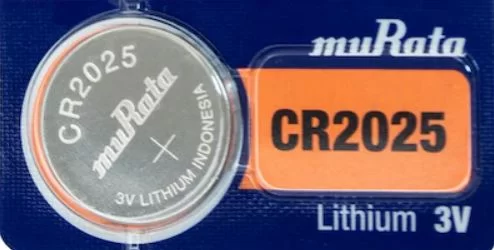 CR2025
muRata
+
3V LITHIUM INDONESIA
muRata
CR2025
Lithium 3V